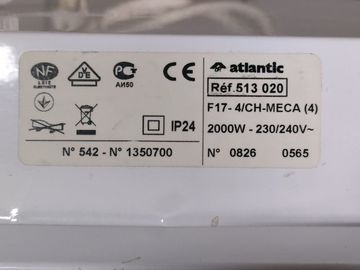 NF
VDE
АИ50
CE
atlantic
Réf.513 020
F17- 4/CH-MECA (4)
IP24
2000W - 230/240V~
N° 542 - N° 1350700
N° 0826 0565